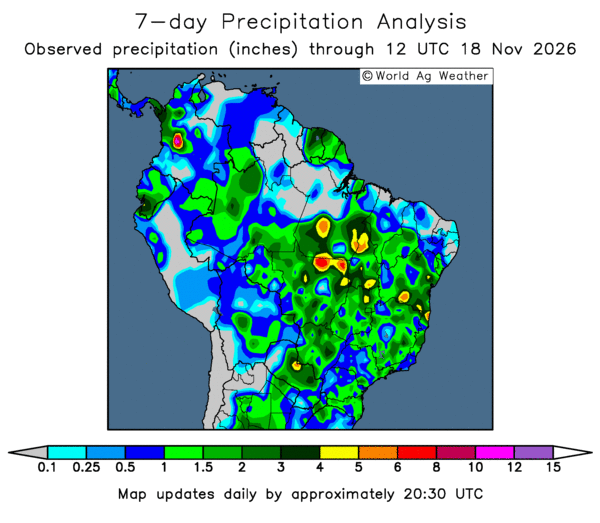 7-day Precipitation Analysis
Observed precipitation (inches) through 12 UTC 18 Nov 2026
© World Ag Weather
0.1 0.25 0.5 1 1.5 2 3 4 5 6 8 10 12 15
Map updates daily by approximately 20:30 UTC